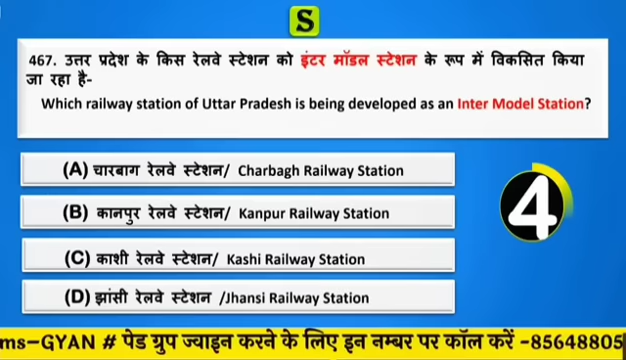 S
467. उत्तर प्रदेश के किस रेलवे स्टेशन को इंटर मॉडल स्टेशन के रूप में विकसित किया
जा रहा है-
Which railway station of Uttar Pradesh is being developed as an Inter Model Station?
(A) चारबाग रेलवे स्टेशन/ Charbagh Railway Station
(B) कानपुर रेलवे स्टेशन/ Kanpur Railway Station
(C) काशी रेलवे स्टेशन/ Kashi Railway Station
(D) झांसी रेलवे स्टेशन /Jhansi Railway Station
4
ms-GYAN # पेड ग्रुप ज्वाइन करने के लिए इन नम्बर पर कॉल करें -85648805